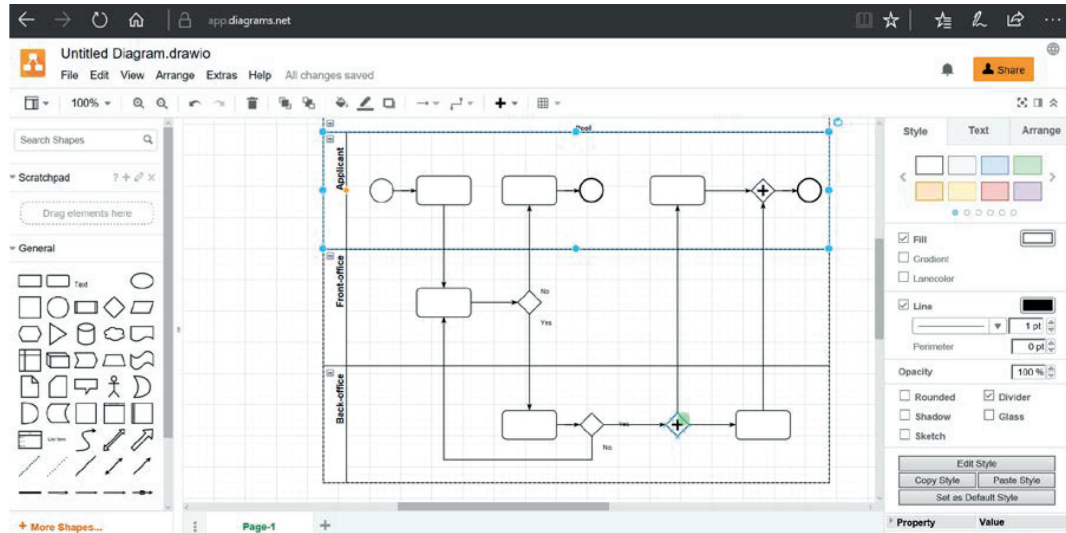 app.diagrams.net
Untitled Diagram.drawio
File Edit View Arrange Extras Help All changes saved
Share
100%
Search Shapes
Scratchpad
Drag elements here
General
Text
List Item
+ More Shapes...
Pool
Applicant
Front-office
No
Yes
Back-office
Yes
No
Page-1
Style Text Arrange
Fill
Gradient
Lanecolor
Line
1 pt
Perimeter 0 pt
Opacity 100 %
Rounded Divider
Shadow Glass
Sketch
Edit Style
Copy Style Paste Style
Set as Default Style
Property Value